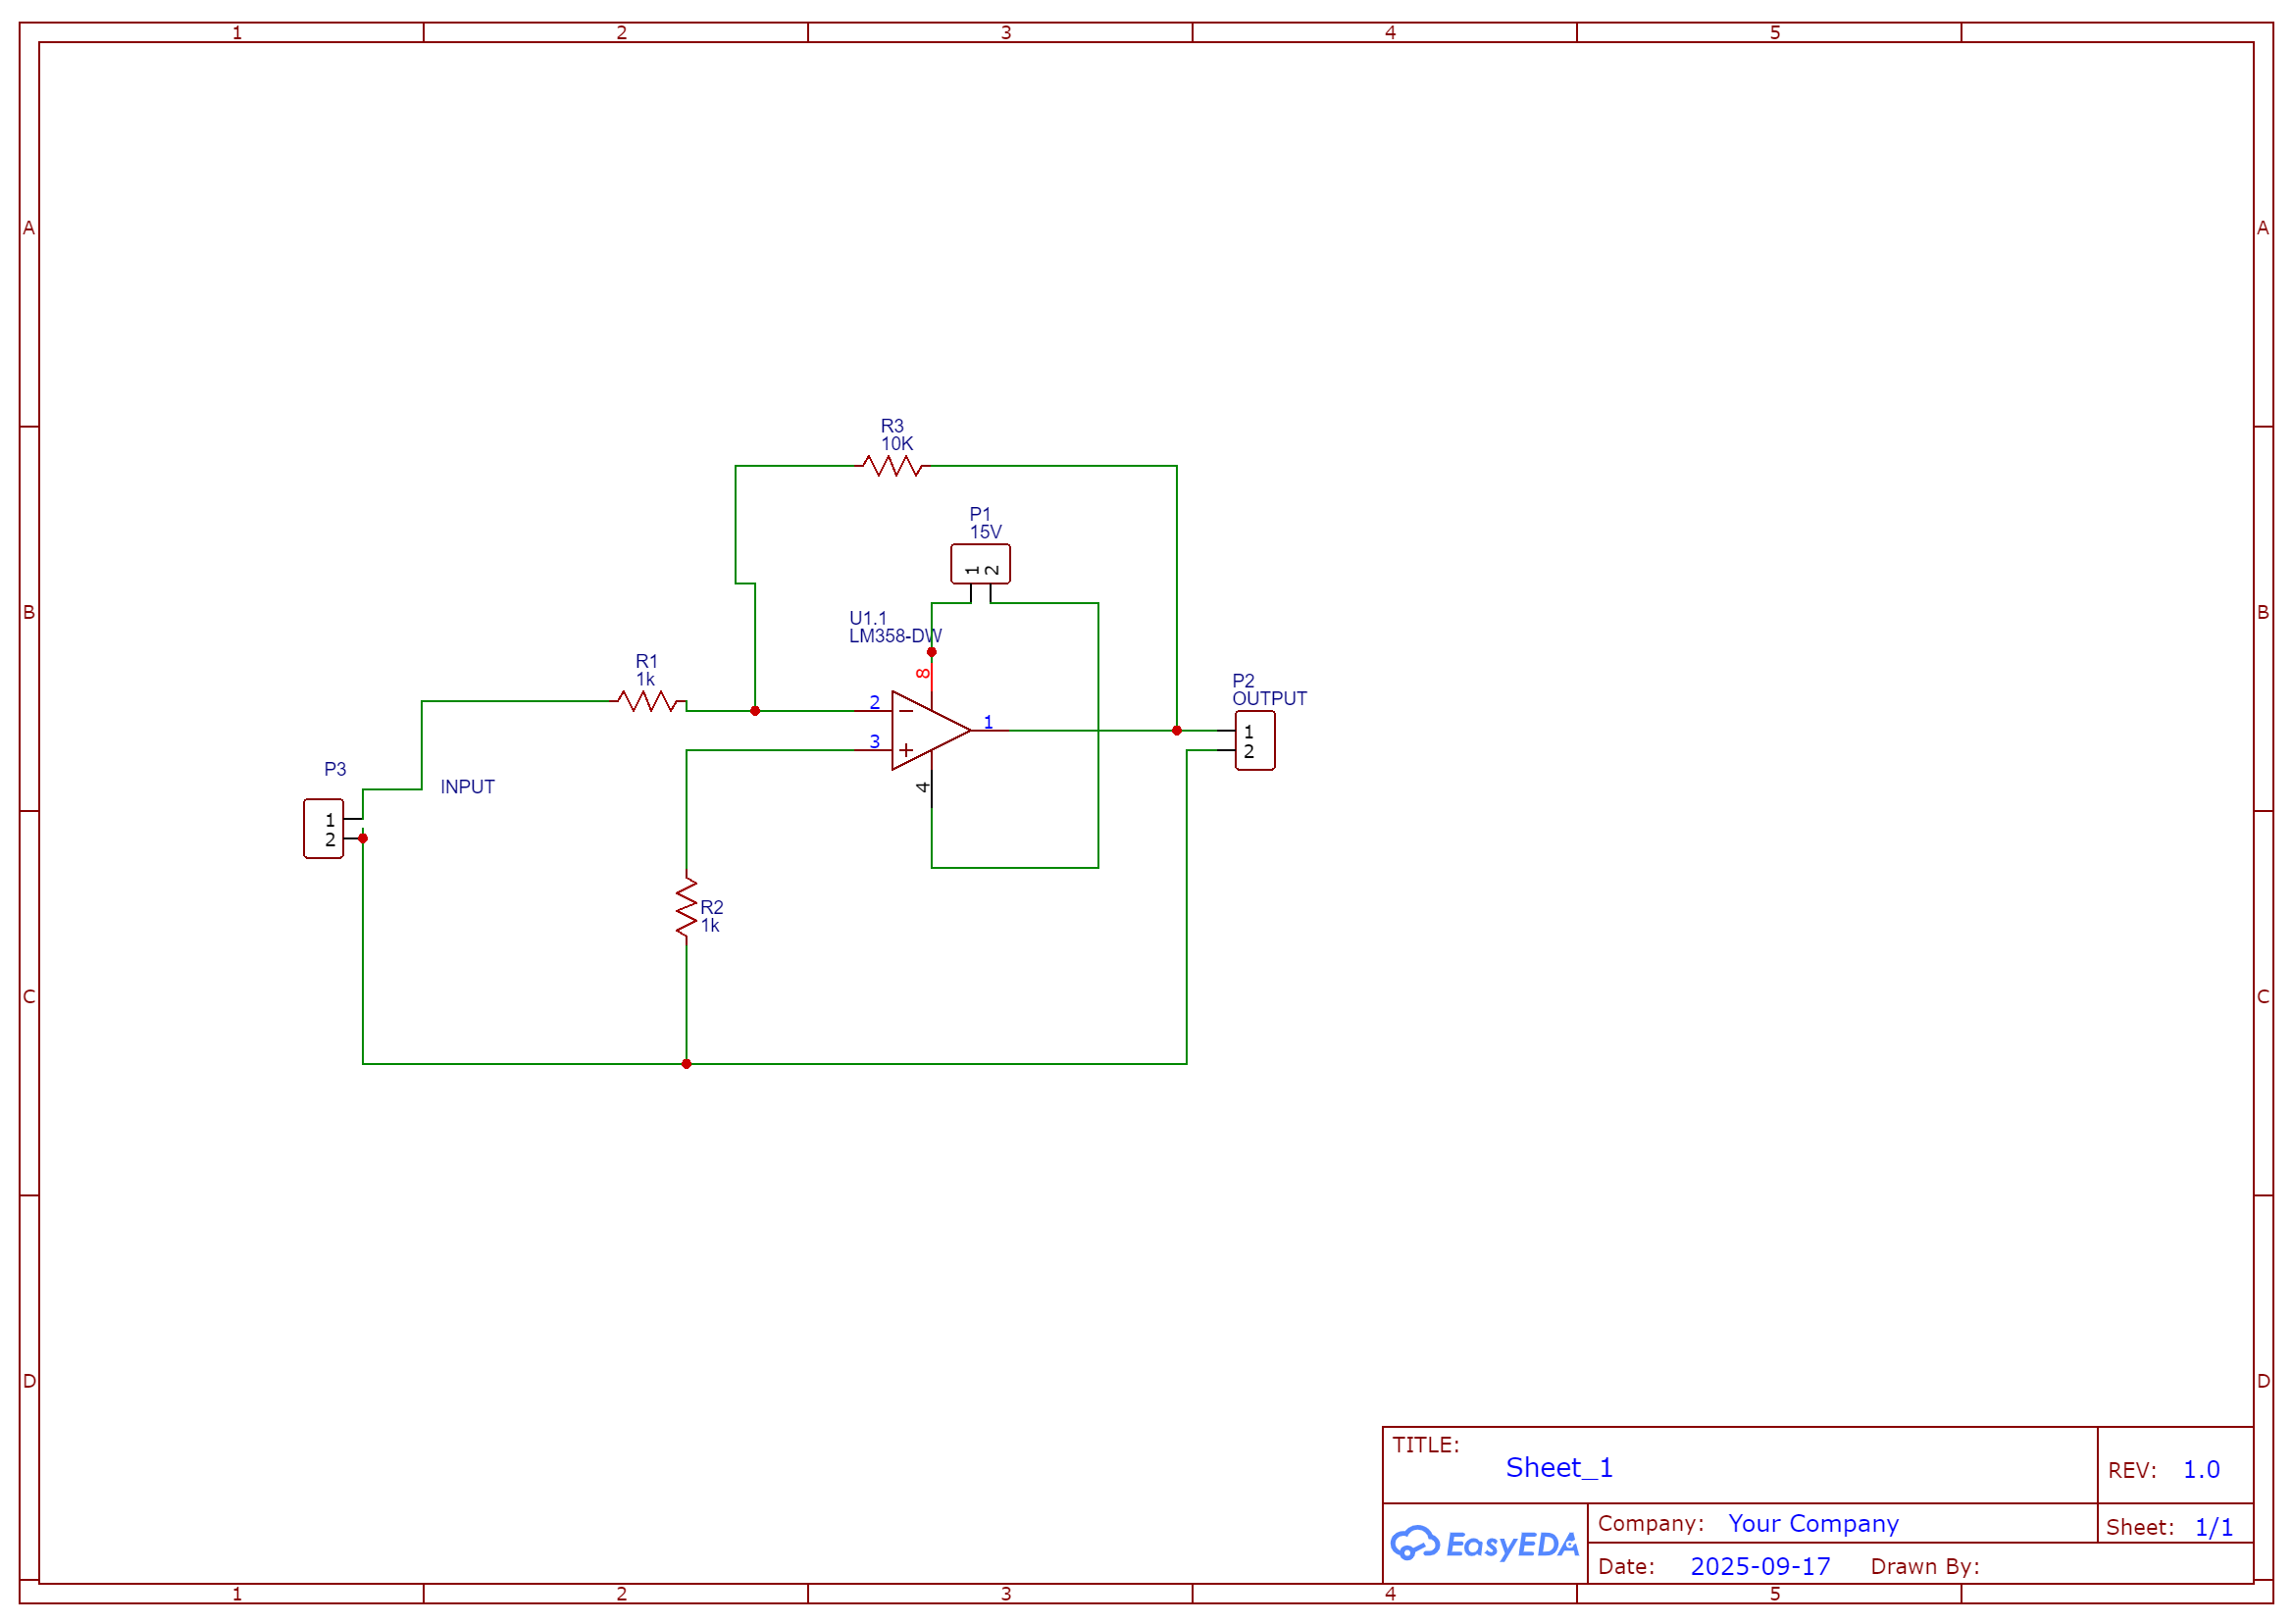 1 2 3 4 5
A A
R3
10K
P1
15V
1 2
B B
U1.1
LM358-DW
R1
1k
8
P2
OUTPUT
2
1
1
3
2
P3
INPUT
4
1
2
R2
1k
C C
D D
TITLE:
Sheet_1
REV: 1.0
EasyEDA
Company: Your Company
Sheet: 1/1
Date: 2025-09-17 Drawn By:
1 2 3 4 5